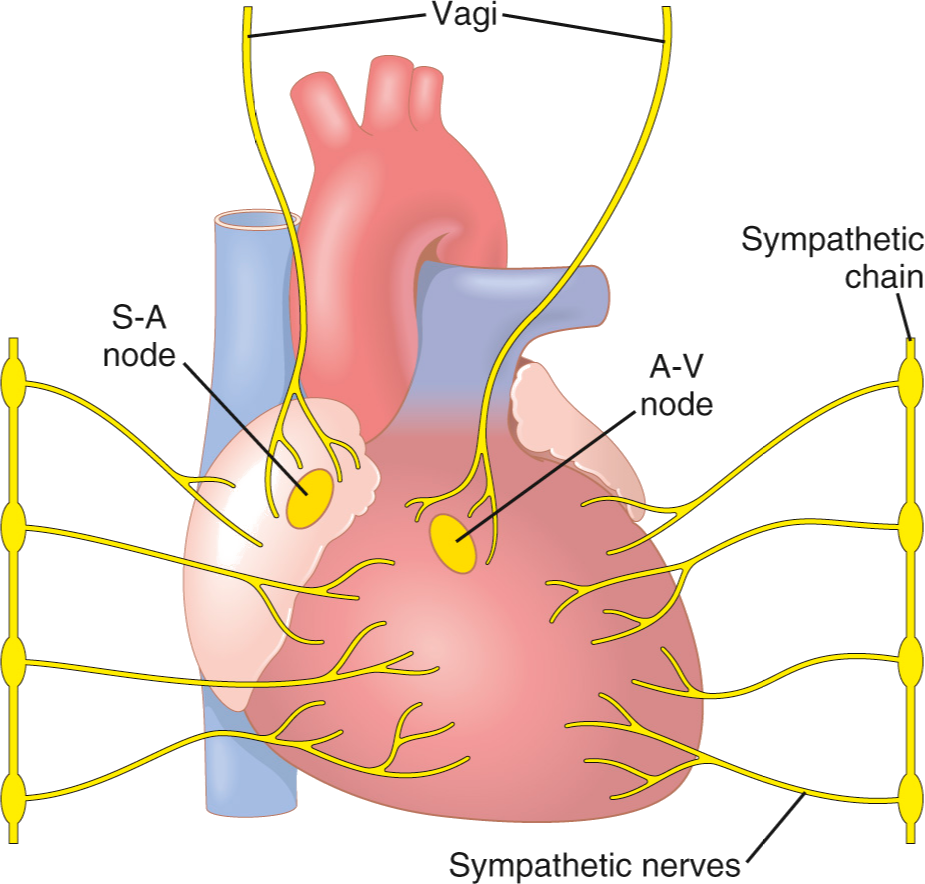 Vagi
Sympathetic
chain
S-A
node
A-V
node
Sympathetic nerves